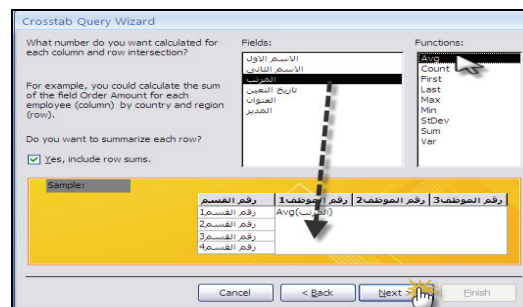 Crosstab Query Wizard
What number do you want calculated for each column and row intersection?
For example, you could calculate the sum of the field Order Amount for each employee (column) by country and region (row).
Do you want to summarize each row?
Yes, include row sums.
Fields:
الاسم الاول
الاسم الثاني
المرتب
تاريخ التعين
العنوان
المدير
Functions:
Avg
Count
First
Last
Max
Min
StDev
Sum
Var
Sample:
رقم القسم رقم الموظف1 رقم الموظف2 رقم الموظف3
رقم القسم1 Avg(المرتب)
رقم القسم2
رقم القسم3
رقم القسم4
Cancel < Back Next > Finish